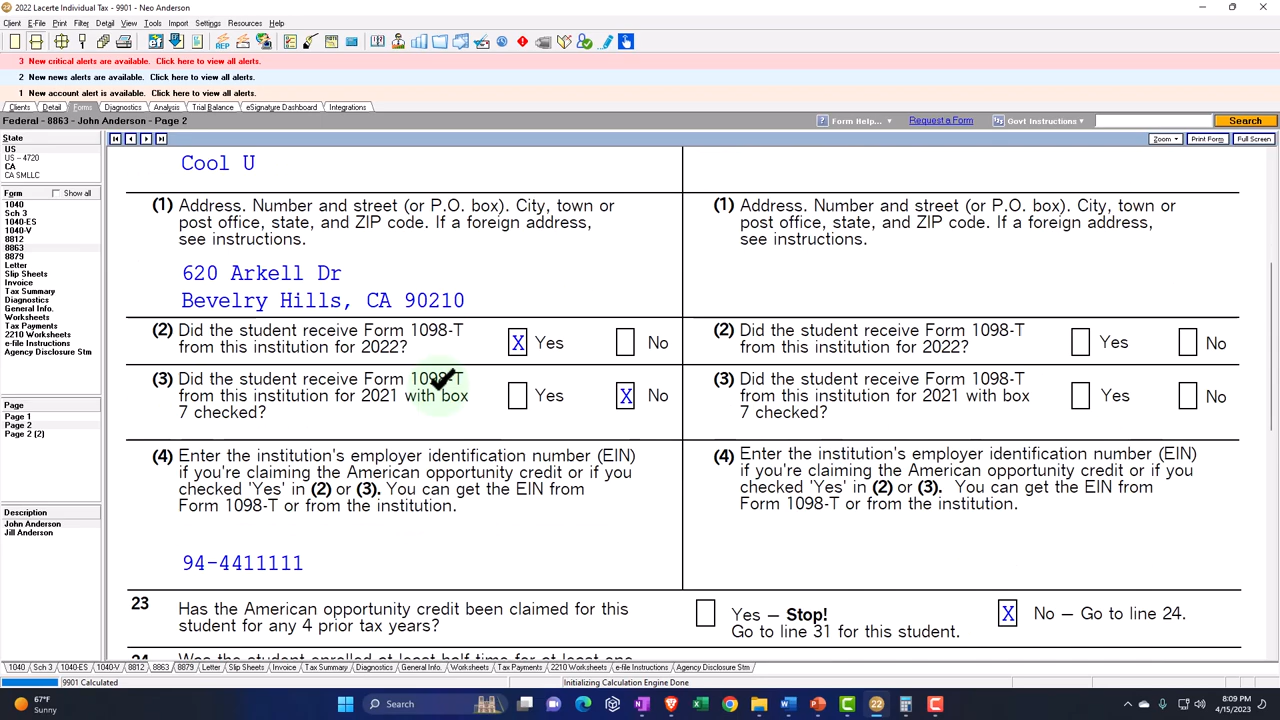 2022 Lacerte Individual Tax - 9901 - Neo Anderson
Client E-File Print Filter Detail View Tools Import Settings Resources Help
3 New critical alerts are available. Click here to view all alerts.
2 New news alerts are available. Click here to view all alerts.
1 New account alert is available. Click here to view all alerts.
Clients Detail Forms Diagnostics Analysis Trial Balance eSignature Dashboard Integrations
Federal - 8863 - John Anderson - Page 2
Form Help... Request a Form Govt Instructions Search
Zoom Print Form Full Screen
State
US
US - 4720
CA
CA SMLLC
Form Show all
1040
Sch 3
1040-ES
1040-V
8812
8863
8879
Letter
Slip Sheets
Invoice
Tax Summary
Diagnostics
General Info.
Worksheets
Tax Payments
2210 Worksheets
e-file Instructions
Agency Disclosure Stm
Page
Page 1
Page 2
Page 2 (2)
Description
John Anderson
Jill Anderson
Cool U
(1) Address. Number and street (or P.O. box). City, town or
post office, state, and ZIP code. If a foreign address,
see instructions.
620 Arkell Dr
Bevelry Hills, CA 90210
(2) Did the student receive Form 1098-T
from this institution for 2022? X Yes No
(3) Did the student receive Form 1098-T
from this institution for 2021 with box
7 checked? Yes X No
(4) Enter the institution's employer identification number (EIN)
if you're claiming the American opportunity credit or if you
checked 'Yes' in (2) or (3). You can get the EIN from
Form 1098-T or from the institution.
94-4411111
(1) Address. Number and street (or P.O. box). City, town or
post office, state, and ZIP code. If a foreign address,
see instructions.
(2) Did the student receive Form 1098-T
from this institution for 2022? Yes No
(3) Did the student receive Form 1098-T
from this institution for 2021 with box
7 checked? Yes No
(4) Enter the institution's employer identification number (EIN)
if you're claiming the American opportunity credit or if you
checked 'Yes' in (2) or (3). You can get the EIN from
Form 1098-T or from the institution.
23 Has the American opportunity credit been claimed for this
student for any 4 prior tax years?
Yes — Stop!
Go to line 31 for this student.
X No — Go to line 24.
24 Was the student enrolled at least half-time for at least one
1040 Sch 3 1040-ES 1040-V 8812 8863 8879 Letter Slip Sheets Invoice Tax Summary Diagnostics General Info. Worksheets Tax Payments 2210 Worksheets e-file Instructions Agency Disclosure Stm
9901 Calculated Initializing Calculation Engine Done
67°F
Sunny
Search
8:09 PM
4/15/2023